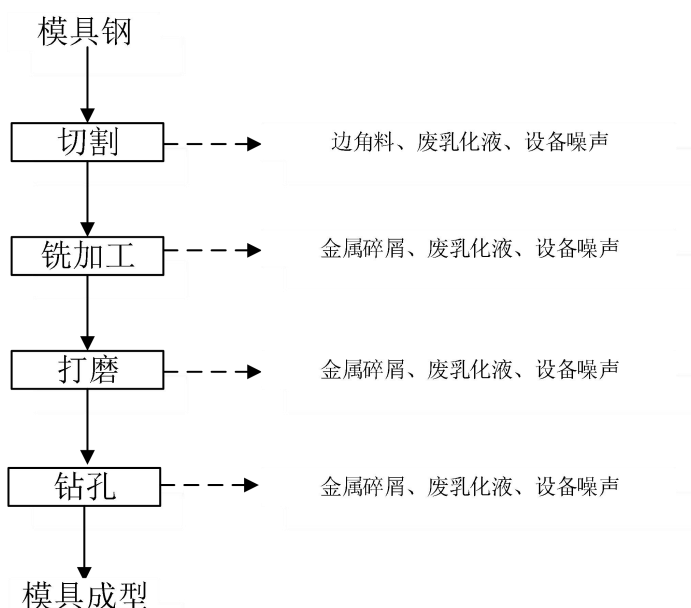 模具钢
切割
边角料、废乳化液、设备噪声
铣加工
金属碎屑、废乳化液、设备噪声
打磨
金属碎屑、废乳化液、设备噪声
钻孔
金属碎屑、废乳化液、设备噪声
模具成型